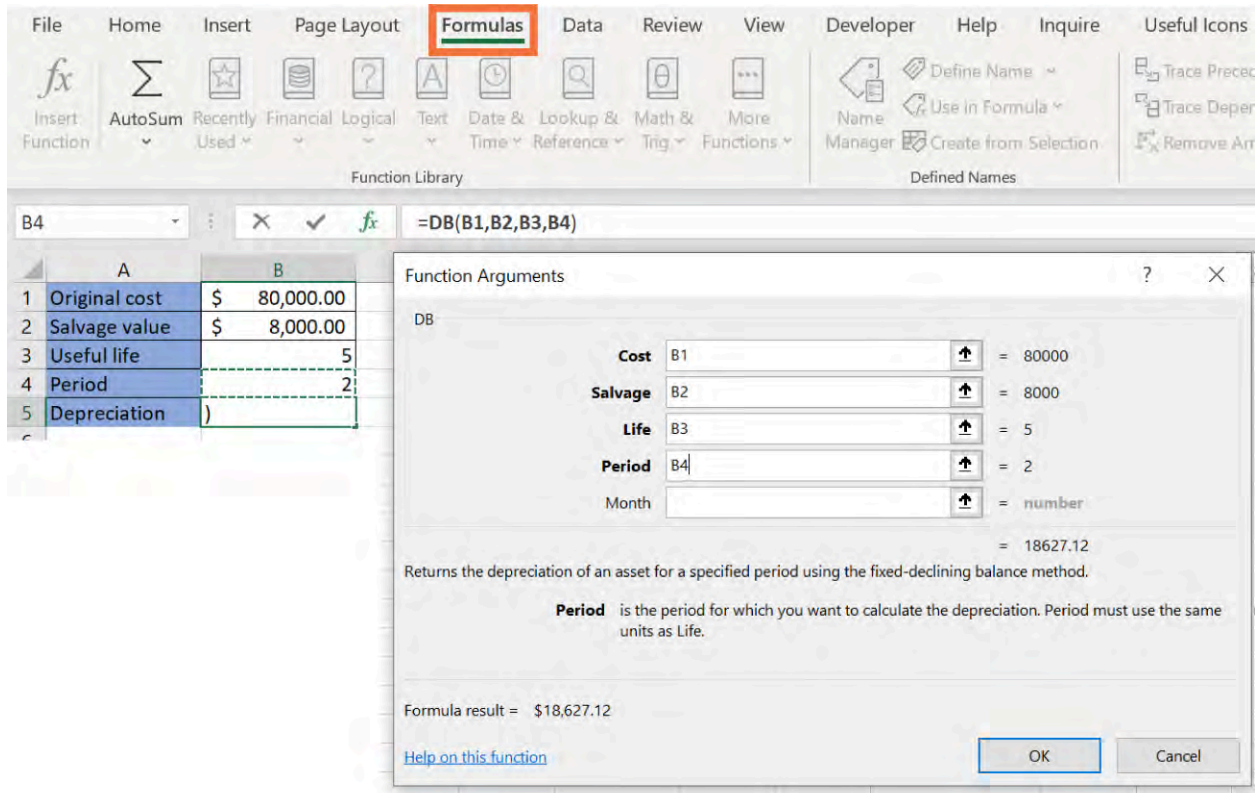 File Home Insert Page Layout Formulas Data Review View Developer Help Inquire Useful Icons
fx Insert Function
AutoSum
Recently Used
Financial
Logical
Text
Date & Time
Lookup & Reference
Math & Trig
More Functions
Function Library
Name Manager
Define Name
Use in Formula
Create from Selection
Defined Names
Trace Prece
Trace Deper
Remove Arr
B4 fx =DB(B1,B2,B3,B4)
A B
1 Original cost $ 80,000.00
2 Salvage value $ 8,000.00
3 Useful life 5
4 Period 2
5 Depreciation )
Function Arguments ? ×
DB
Cost B1 = 80000
Salvage B2 = 8000
Life B3 = 5
Period B4 = 2
Month = number
= 18627.12
Returns the depreciation of an asset for a specified period using the fixed-declining balance method.
Period is the period for which you want to calculate the depreciation. Period must use the same
units as Life.
Formula result = $18,627.12
Help on this function OK Cancel